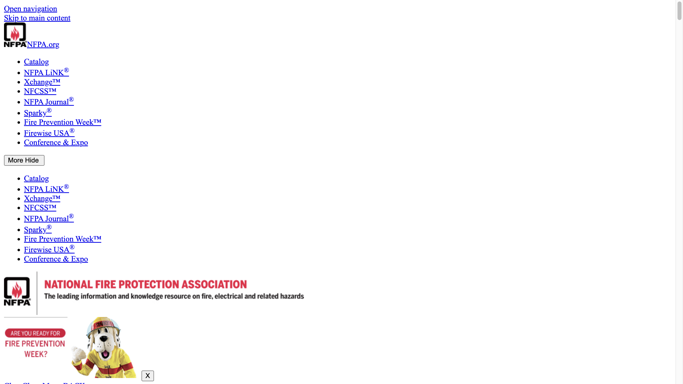 Open navigation
Skip to main content
NFPA NFPA.org
Catalog
NFPA LiNK®
Xchange™
NFCSS™
NFPA Journal®
Sparky®
Fire Prevention Week™
Firewise USA®
Conference & Expo
More Hide
Catalog
NFPA LiNK®
Xchange™
NFCSS™
NFPA Journal®
Sparky®
Fire Prevention Week™
Firewise USA®
Conference & Expo
NFPA
NATIONAL FIRE PROTECTION ASSOCIATION
The leading information and knowledge resource on fire, electrical and related hazards
ARE YOU READY FOR
FIRE PREVENTION
WEEK?
X